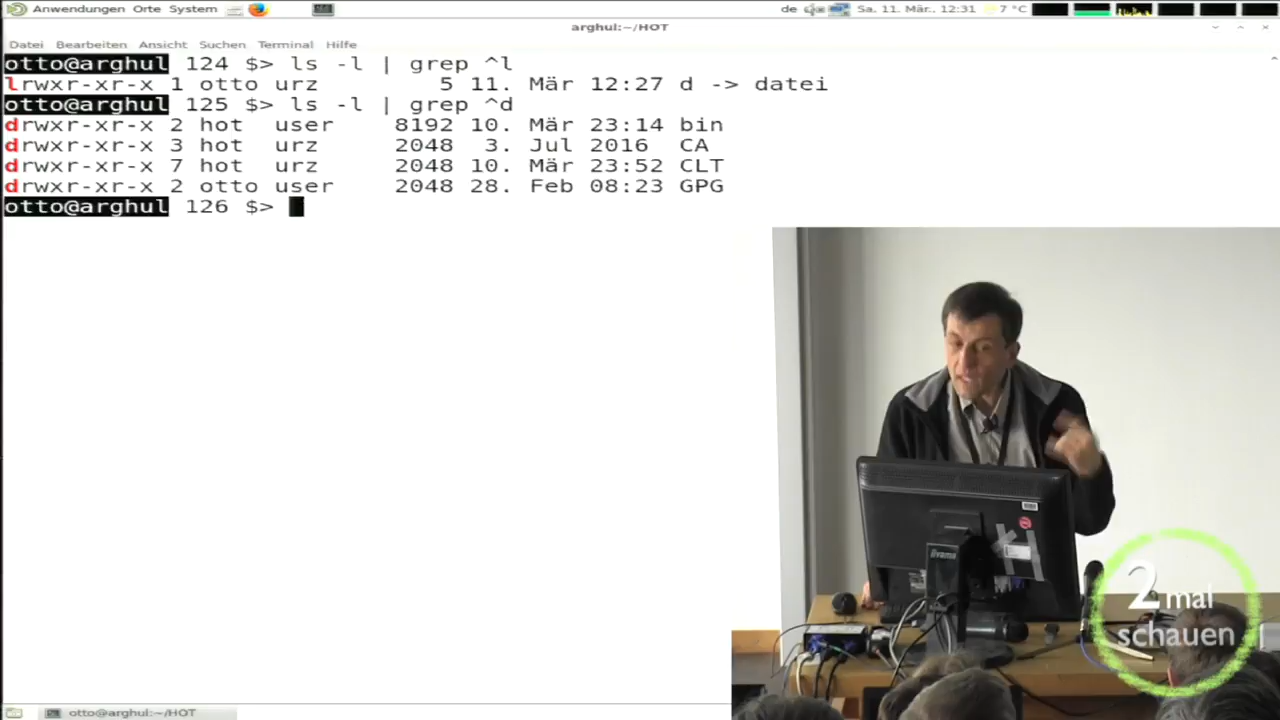 Anwendungen Orte System
de
Sa. 11. Mär., 12:31
7 °C
arghul:~/HOT
Datei Bearbeiten Ansicht Suchen Terminal Hilfe
otto@arghul 124 $> ls -l | grep ^l
lrwxr-xr-x 1 otto urz 5 11. Mär 12:27 d -> datei
otto@arghul 125 $> ls -l | grep ^d
drwxr-xr-x 2 hot user 8192 10. Mär 23:14 bin
drwxr-xr-x 3 hot urz 2048 3. Jul 2016 CA
drwxr-xr-x 7 hot urz 2048 10. Mär 23:52 CLT
drwxr-xr-x 2 otto user 2048 28. Feb 08:23 GPG
otto@arghul 126 $>
iiyama
2 mal
schauen
otto@arghul:~/HOT